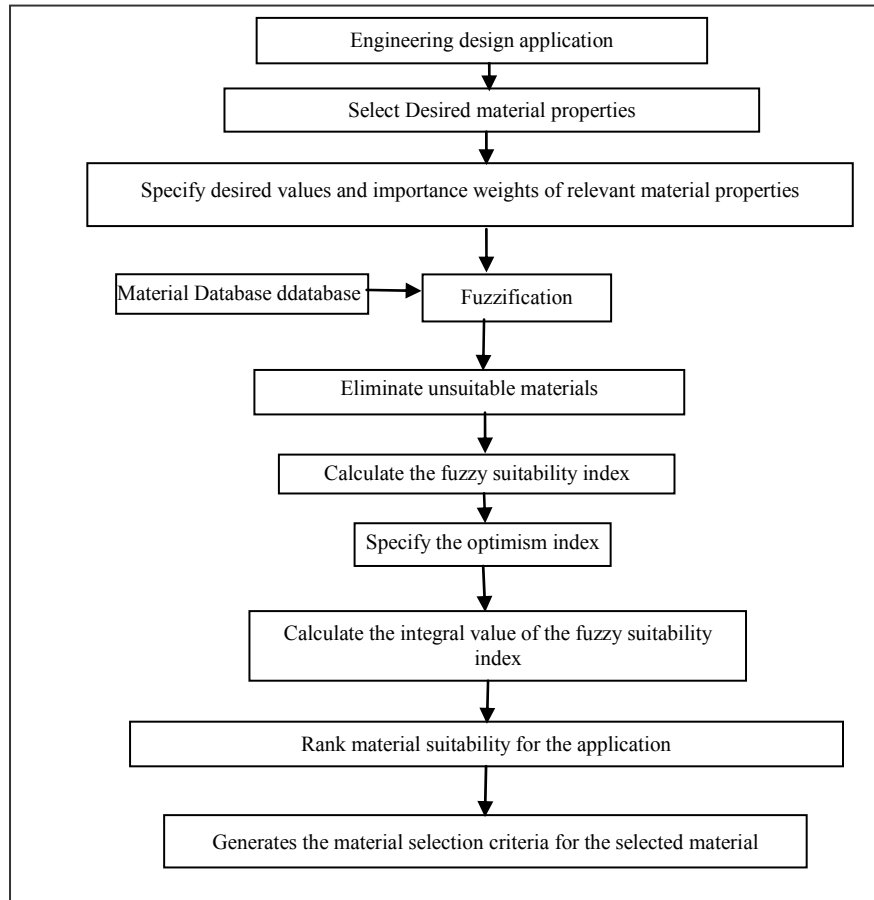 Engineering design application
Select Desired material properties
Specify desired values and importance weights of relevant material properties
Material Database ddatabase
Fuzzification
Eliminate unsuitable materials
Calculate the fuzzy suitability index
Specify the optimism index
Calculate the integral value of the fuzzy suitability
index
Rank material suitability for the application
Generates the material selection criteria for the selected material